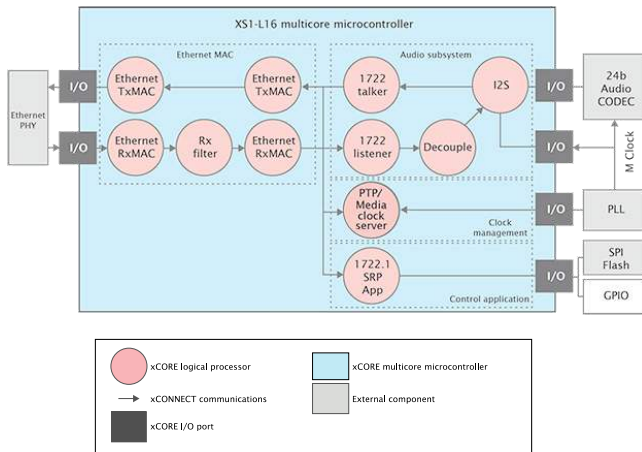 XS1-L16 multicore microcontroller
Ethernet MAC
Audio subsystem
Ethernet
PHY
I/O
Ethernet
TxMAC
Ethernet
TxMAC
1722
talker
I2S
I/O
24b
Audio
CODEC
I/O
Ethernet
RxMAC
Rx
filter
Ethernet
RxMAC
1722
listener
Decouple
I/O
M Clock
PTP/
Media
clock
server
Clock
management
I/O
PLL
1722.1
SRP
App
Control application
I/O
SPI
Flash
GPIO
xCORE logical processor
xCORE multicore microcontroller
xCONNECT communications
External component
xCORE I/O port